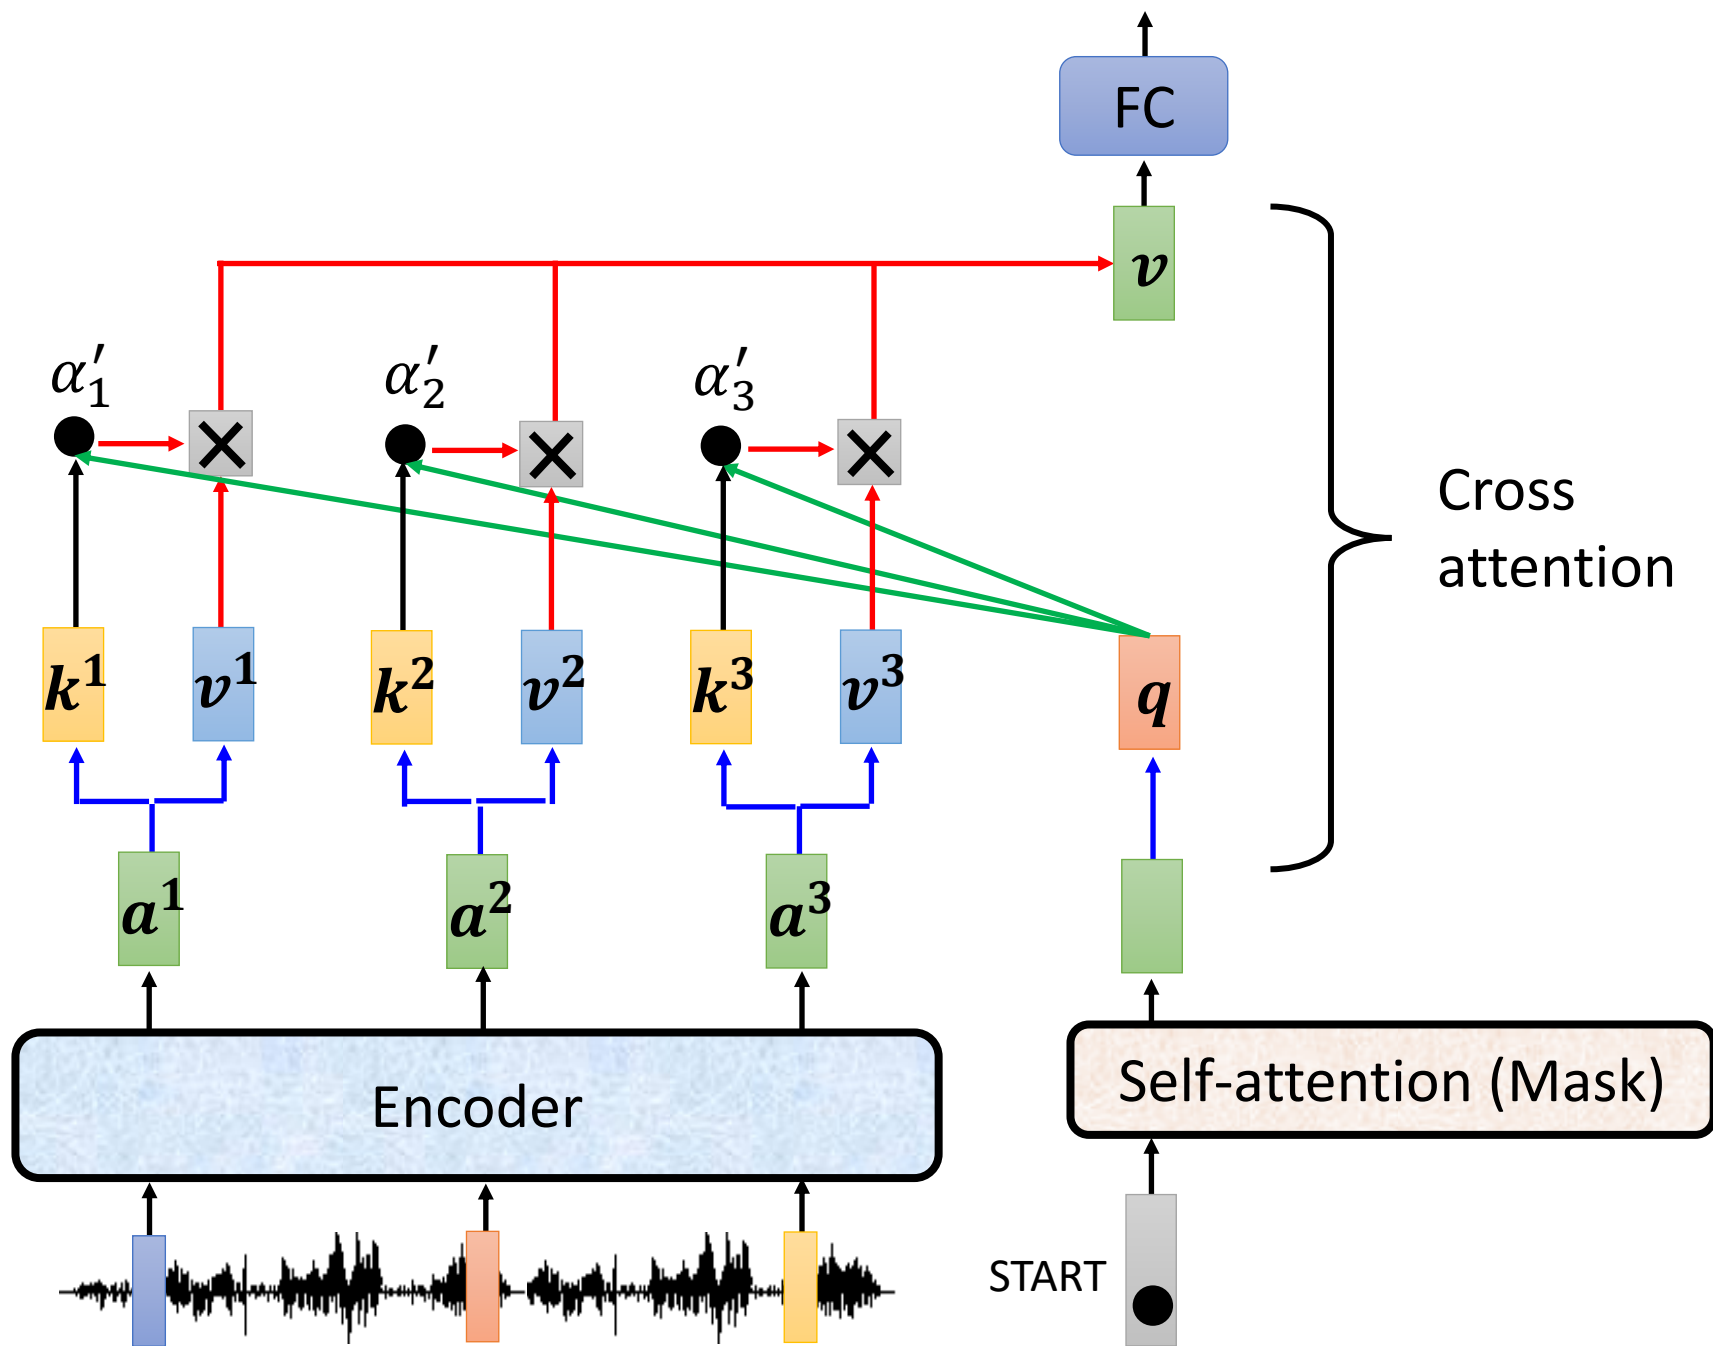 FC
v
α′₁
α′₂
α′₃
Cross
attention
k¹
v¹
k²
v²
k³
v³
q
a¹
a²
a³
Encoder
Self-attention (Mask)
START